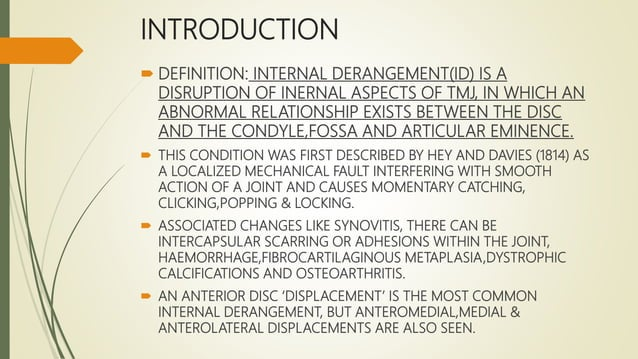 INTRODUCTION
DEFINITION: INTERNAL DERANGEMENT(ID) IS A
DISRUPTION OF INERNAL ASPECTS OF TMJ, IN WHICH AN
ABNORMAL RELATIONSHIP EXISTS BETWEEN THE DISC
AND THE CONDYLE,FOSSA AND ARTICULAR EMINENCE.
THIS CONDITION WAS FIRST DESCRIBED BY HEY AND DAVIES (1814) AS
A LOCALIZED MECHANICAL FAULT INTERFERING WITH SMOOTH
ACTION OF A JOINT AND CAUSES MOMENTARY CATCHING,
CLICKING,POPPING & LOCKING.
ASSOCIATED CHANGES LIKE SYNOVITIS, THERE CAN BE
INTERCAPSULAR SCARRING OR ADHESIONS WITHIN THE JOINT,
HAEMORRHAGE,FIBROCARTILAGINOUS METAPLASIA,DYSTROPHIC
CALCIFICATIONS AND OSTEOARTHRITIS.
AN ANTERIOR DISC ‘DISPLACEMENT’ IS THE MOST COMMON
INTERNAL DERANGEMENT, BUT ANTEROMEDIAL,MEDIAL &
ANTEROLATERAL DISPLACEMENTS ARE ALSO SEEN.